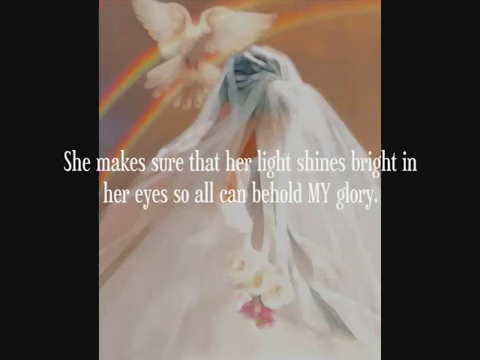 She makes sure that her light shines bright in
her eyes so all can behold MY glory.